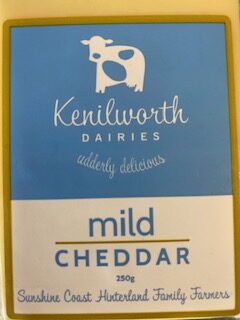 Kenilworth
DAIRIES
udderly delicious
mild
CHEDDAR
250g
Sunshine Coast Hinterland Family Farmers